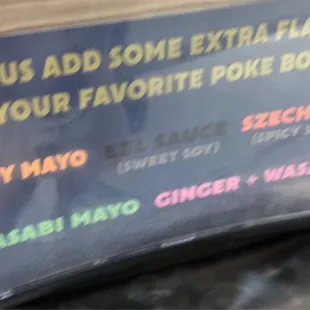 US ADD SOME EXTRA FLA
YOUR FAVORITE POKE BO
Y MAYO EEL SAUCE SZECH
(SWEET SOY) (SPICY S
ASABI MAYO GINGER + WAS